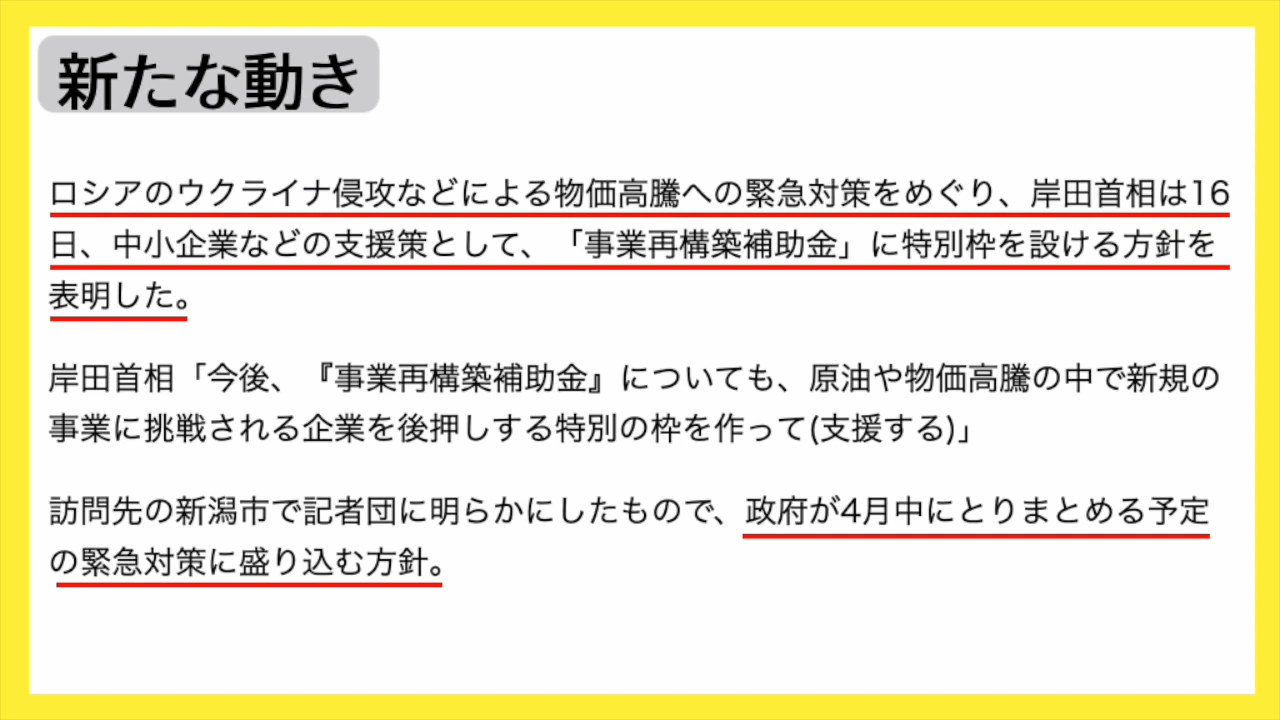 新たな動き
ロシアのウクライナ侵攻などによる物価高騰への緊急対策をめぐり、岸田首相は16
日、中小企業などの支援策として、「事業再構築補助金」に特別枠を設ける方針を
表明した。
岸田首相「今後、『事業再構築補助金』についても、原油や物価高騰の中で新規の
事業に挑戦される企業を後押しする特別の枠を作って(支援する)」
訪問先の新潟市で記者団に明らかにしたもので、政府が4月中にとりまとめる予定
の緊急対策に盛り込む方針。